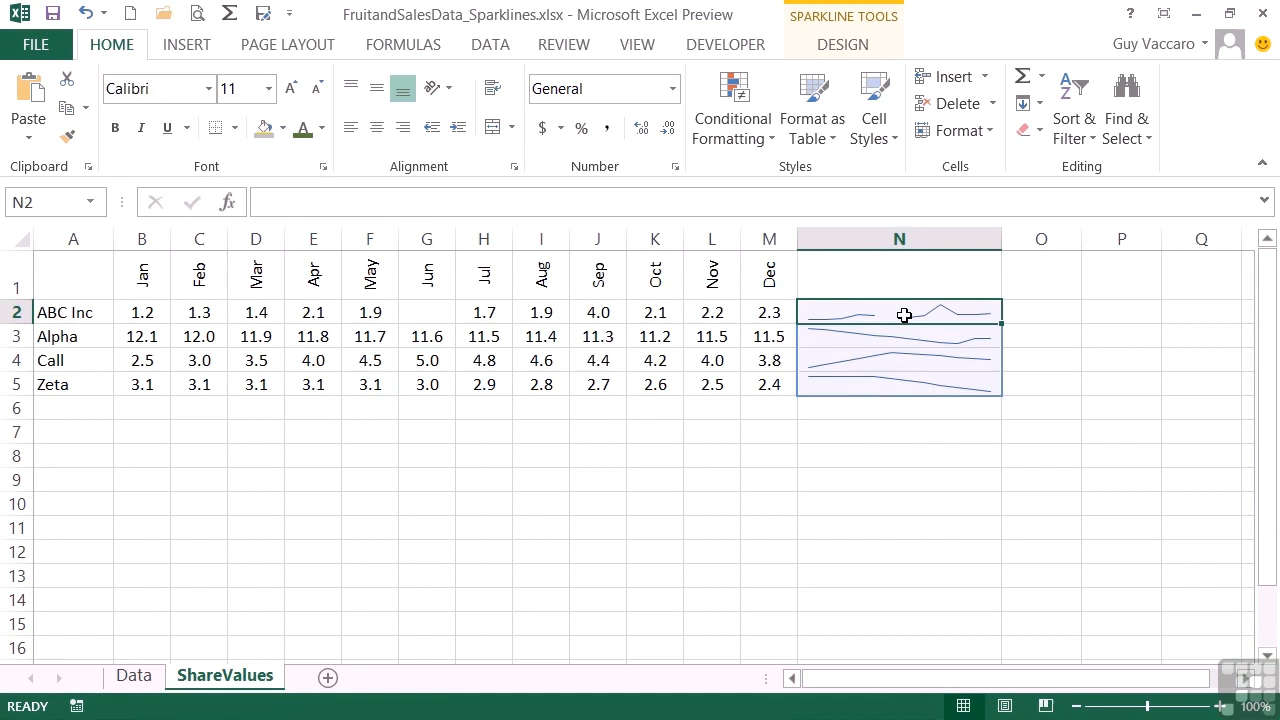 FruitandSalesData_Sparklines.xlsx - Microsoft Excel Preview
SPARKLINE TOOLS
?
FILE HOME INSERT PAGE LAYOUT FORMULAS DATA REVIEW VIEW DEVELOPER DESIGN Guy Vaccaro
Calibri 11 General Insert
Paste Conditional Formatting Format as Table Cell Styles Delete Sort & Filter Find & Select
B I U $ % , Format
Clipboard Font Alignment Number Styles Cells Editing
N2 fx
A B C D E F G H I J K L M N O P Q
1 Jan Feb Mar Apr May Jun Jul Aug Sep Oct Nov Dec
2 ABC Inc 1.2 1.3 1.4 2.1 1.9 1.7 1.9 4.0 2.1 2.2 2.3
3 Alpha 12.1 12.0 11.9 11.8 11.7 11.6 11.5 11.4 11.3 11.2 11.5 11.5
4 Call 2.5 3.0 3.5 4.0 4.5 5.0 4.8 4.6 4.4 4.2 4.0 3.8
5 Zeta 3.1 3.1 3.1 3.1 3.1 3.0 2.9 2.8 2.7 2.6 2.5 2.4
6
7
8
9
10
11
12
13
14
15
16
Data ShareValues
READY 100%